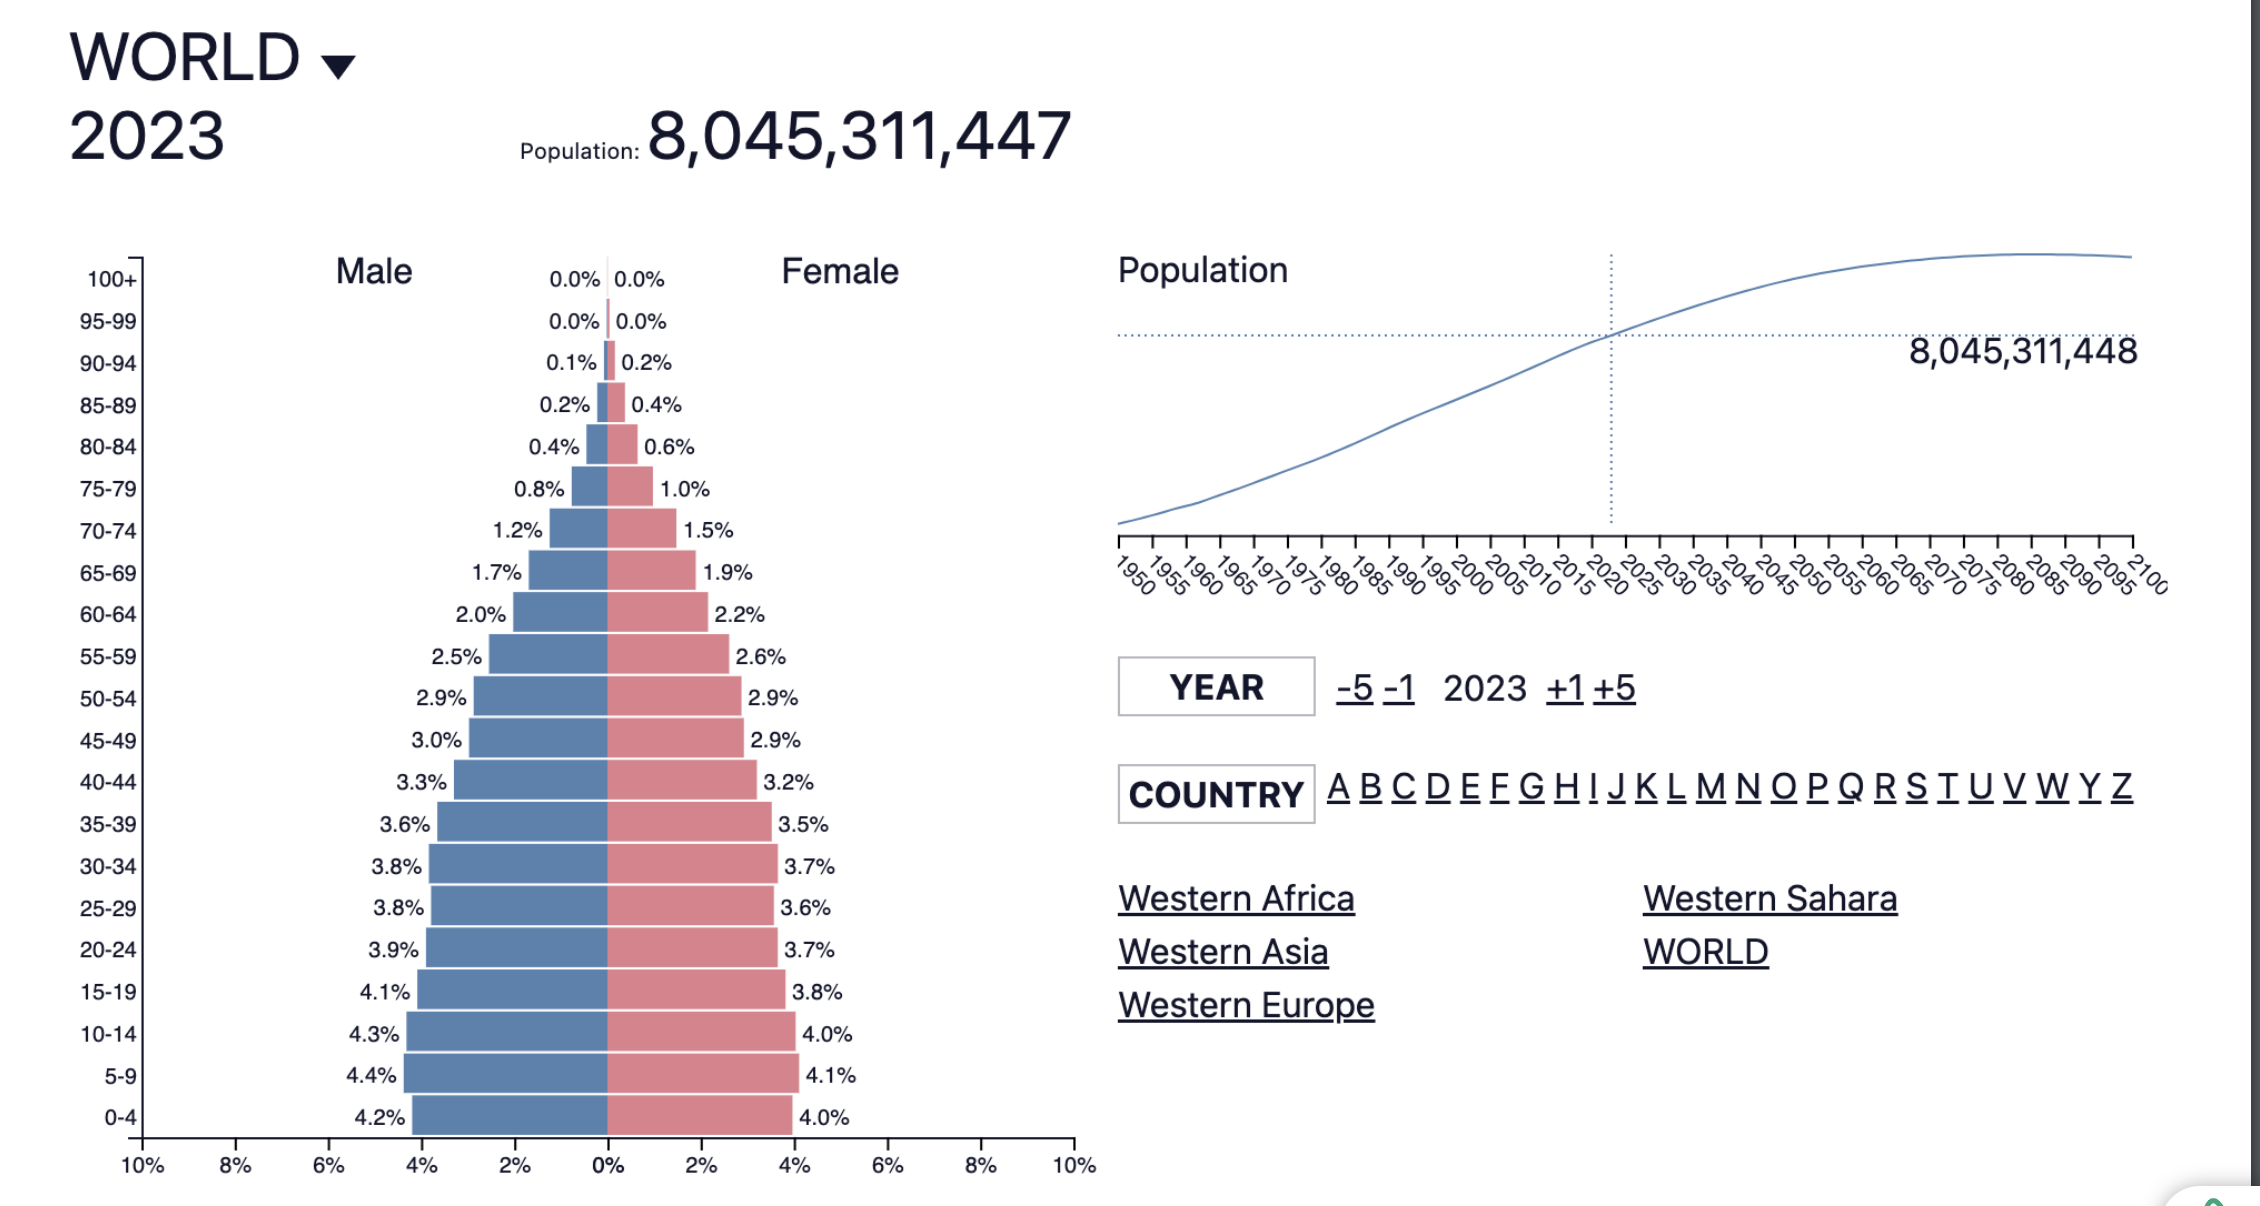 WORLD ▼
2023
Population: 8,045,311,447
Male
Female
100+ 0.0% 0.0%
95-99 0.0% 0.0%
90-94 0.1% 0.2%
85-89 0.2% 0.4%
80-84 0.4% 0.6%
75-79 0.8% 1.0%
70-74 1.2% 1.5%
65-69 1.7% 1.9%
60-64 2.0% 2.2%
55-59 2.5% 2.6%
50-54 2.9% 2.9%
45-49 3.0% 2.9%
40-44 3.3% 3.2%
35-39 3.6% 3.5%
30-34 3.8% 3.7%
25-29 3.8% 3.6%
20-24 3.9% 3.7%
15-19 4.1% 3.8%
10-14 4.3% 4.0%
5-9 4.4% 4.1%
0-4 4.2% 4.0%
10% 8% 6% 4% 2% 0% 2% 4% 6% 8% 10%
Population
8,045,311,448
1950 1955 1960 1965 1970 1975 1980 1985 1990 1995 2000 2005 2010 2015 2020 2025 2030 2035 2040 2045 2050 2055 2060 2065 2070 2075 2080 2085 2090 2095 2100
YEAR -5 -1 2023 +1 +5
COUNTRY A B C D E F G H I J K L M N O P Q R S T U V W Y Z
Western Africa
Western Asia
Western Europe
Western Sahara
WORLD